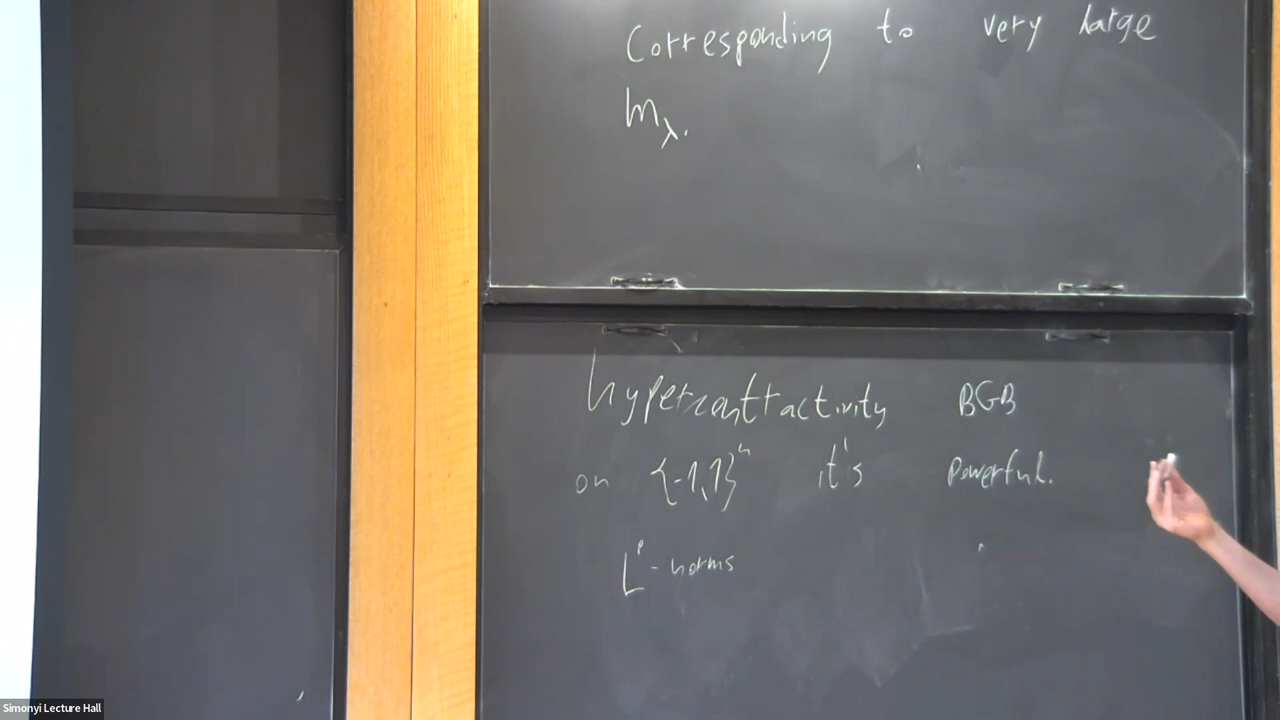 Corresponding to very large
m_λ.
hypercontractivity BGB
on {-1,1}^n it's powerful.
L^p-norms
Simonyi Lecture Hall